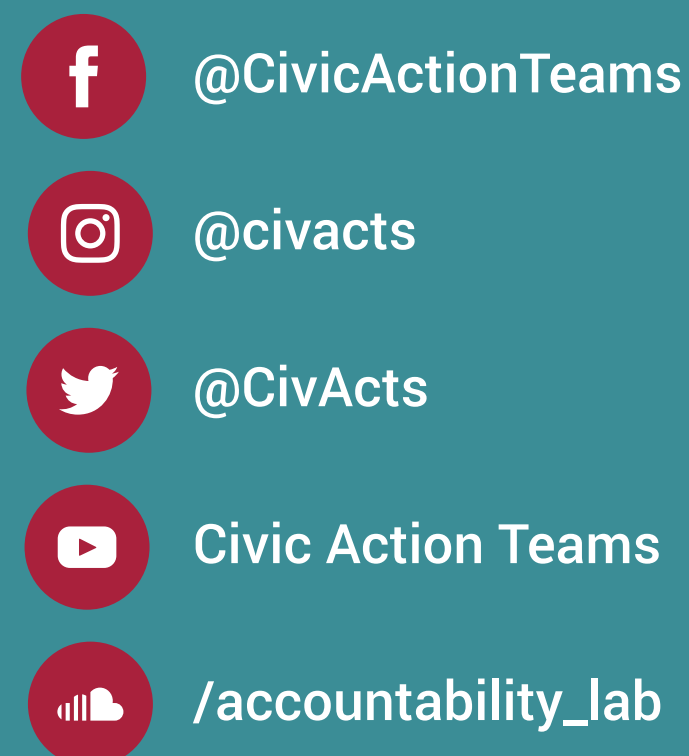 @CivicActionTeams
@civacts
@CivActs
Civic Action Teams
/accountability_lab